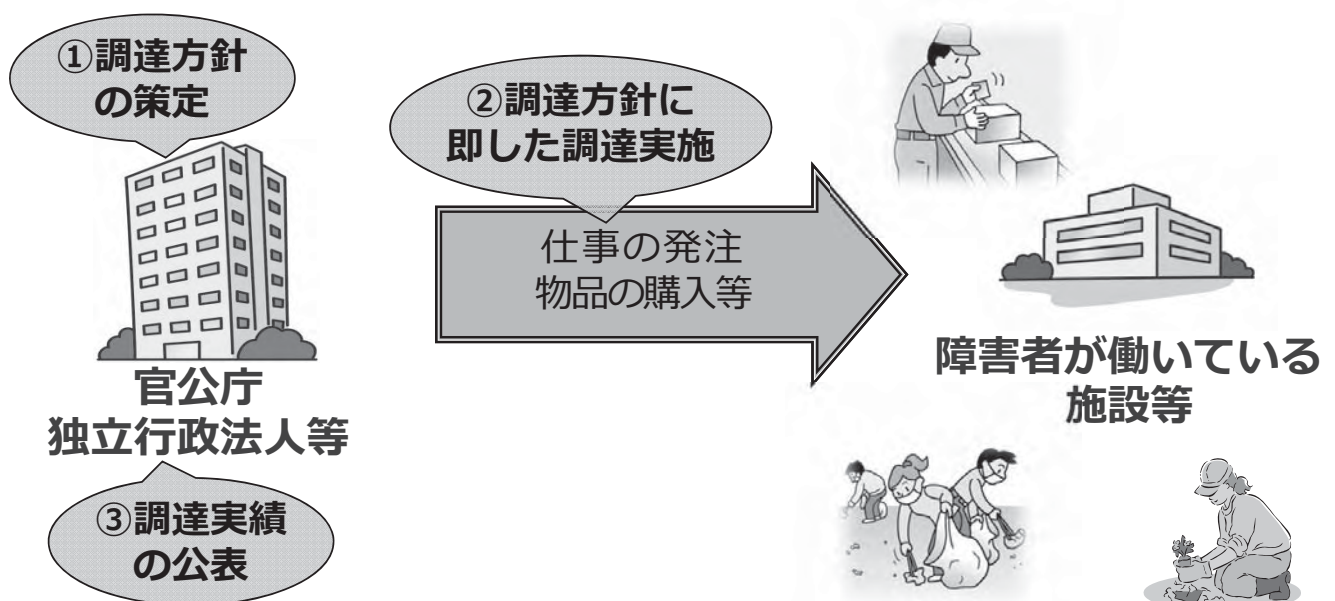 ①調達方針
の策定
②調達方針に
即した調達実施
仕事の発注
物品の購入等
官公庁
独立行政法人等
障害者が働いている
施設等
③調達実績
の公表